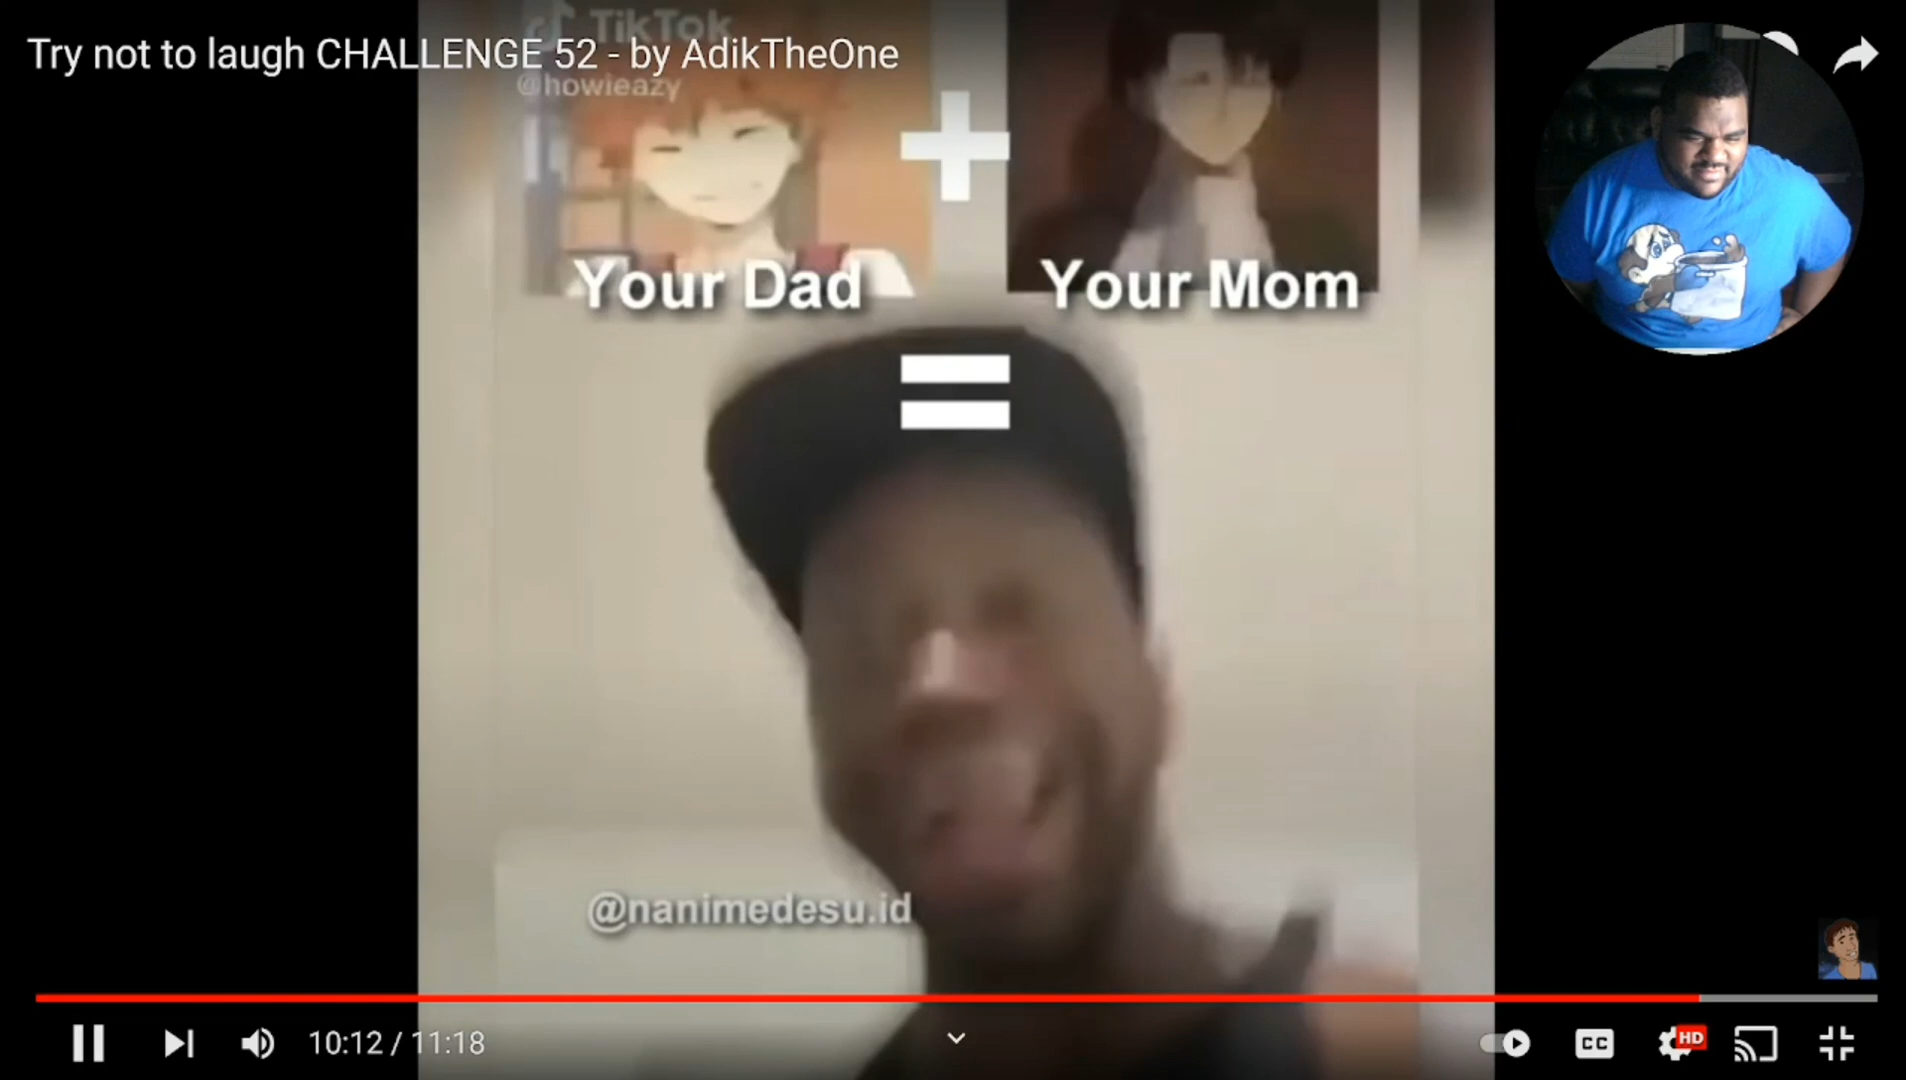 TikTok
Try not to laugh CHALLENGE 52 - by AdikTheOne
@howieazy
Your Dad
+
Your Mom
=
@nanimedesu.id
10:12 / 11:18
CC
HD